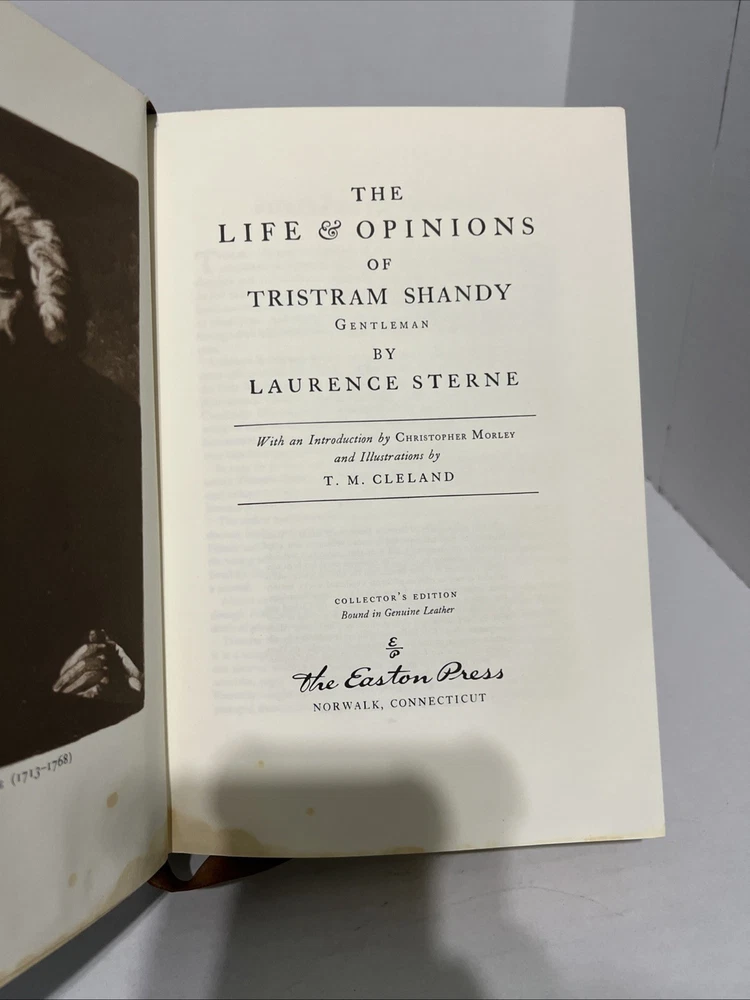 THE
LIFE & OPINIONS
OF
TRISTRAM SHANDY
GENTLEMAN
BY
LAURENCE STERNE
With an Introduction by CHRISTOPHER MORLEY
and Illustrations by
T. M. CLELAND
COLLECTOR'S EDITION
Bound in Genuine Leather
E
P
The Easton Press
NORWALK, CONNECTICUT
(1713–1768)